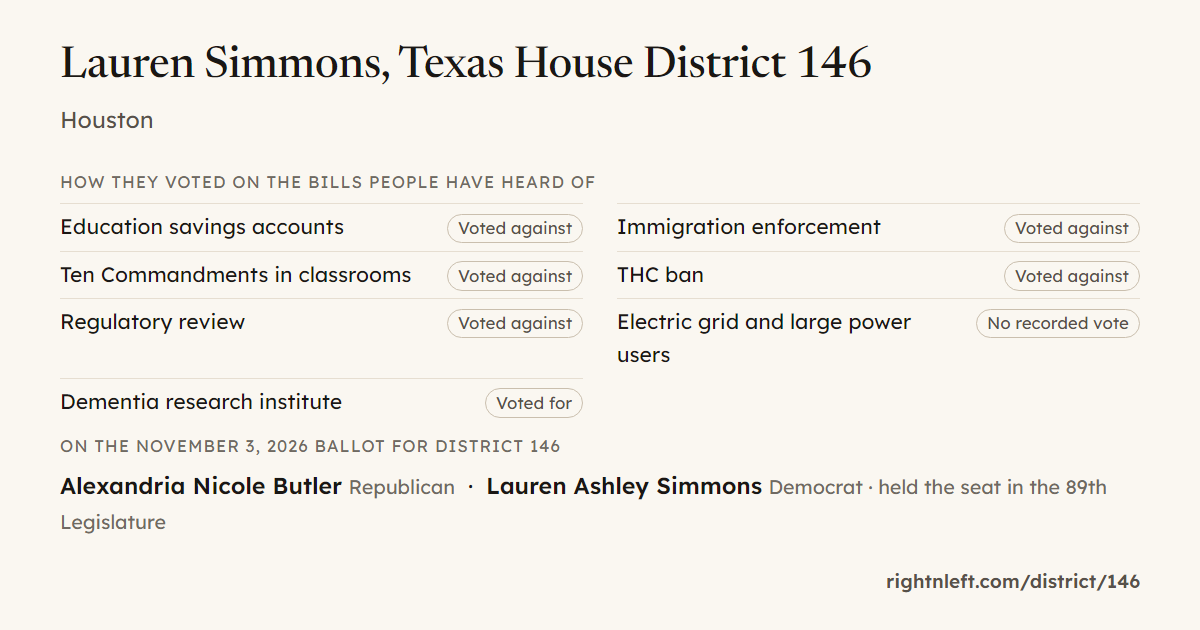 Lauren Simmons, Texas House District 146
Houston
HOW THEY VOTED ON THE BILLS PEOPLE HAVE HEARD OF
Education savings accounts Voted against
Immigration enforcement Voted against
Ten Commandments in classrooms Voted against
THC ban Voted against
Regulatory review Voted against
Electric grid and large power No recorded vote
users
Dementia research institute Voted for
ON THE NOVEMBER 3, 2026 BALLOT FOR DISTRICT 146
Alexandria Nicole Butler Republican · Lauren Ashley Simmons Democrat · held the seat in the 89th
Legislature
rightnleft.com/district/146